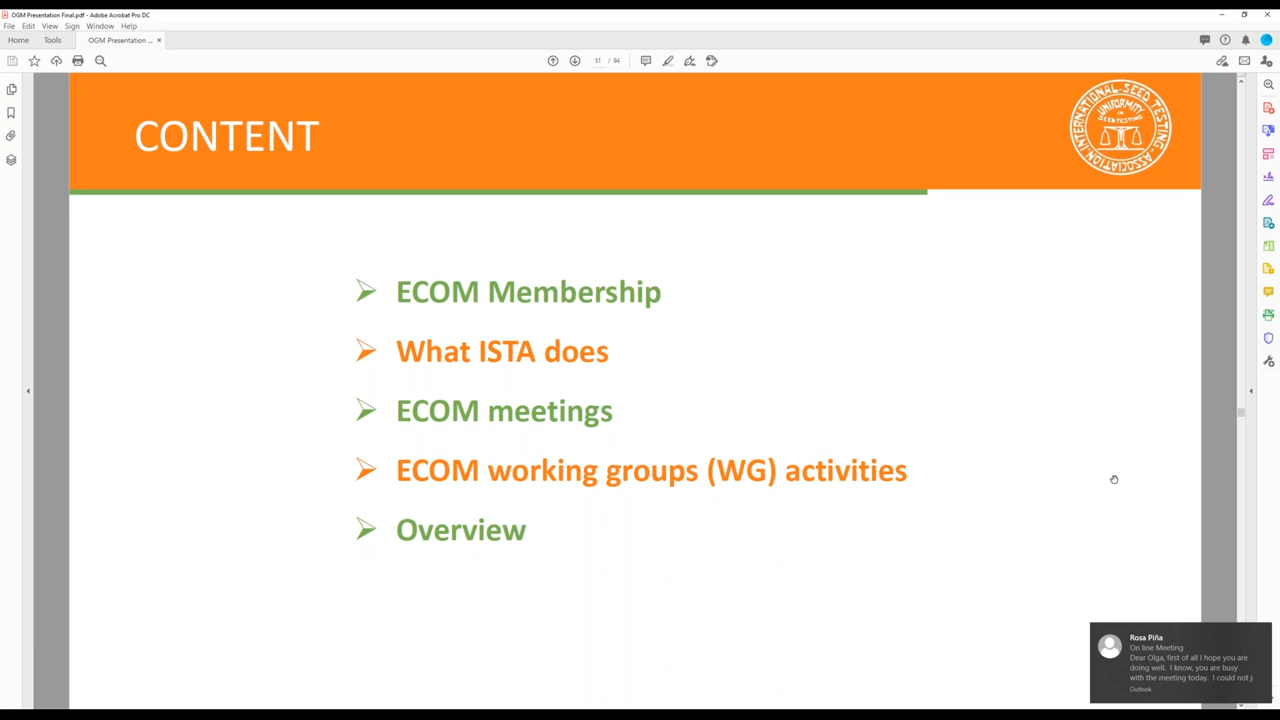 OGM Presentation Final.pdf - Adobe Acrobat Pro DC
File Edit View Sign Window Help
Home Tools OGM Presentation ... ×
51 / 94
CONTENT
INTERNATIONAL SEED TESTING ASSOCIATION
UNIFORMITY
IN
SEED TESTING
ECOM Membership
What ISTA does
ECOM meetings
ECOM working groups (WG) activities
Overview
Rosa Piña
On line Meeting
Dear Olga, first of all I hope you are
doing well. I know, you are busy
with the meeting today. I could not
Outlook